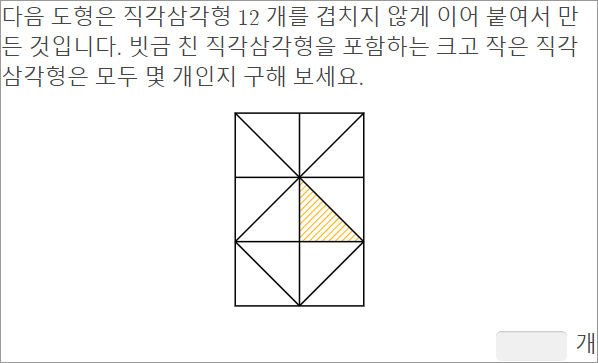 다음 도형은 직각삼각형 12 개를 겹치지 않게 이어 붙여서 만
든 것입니다. 빗금 친 직각삼각형을 포함하는 크고 작은 직각
삼각형은 모두 몇 개인지 구해 보세요.
개